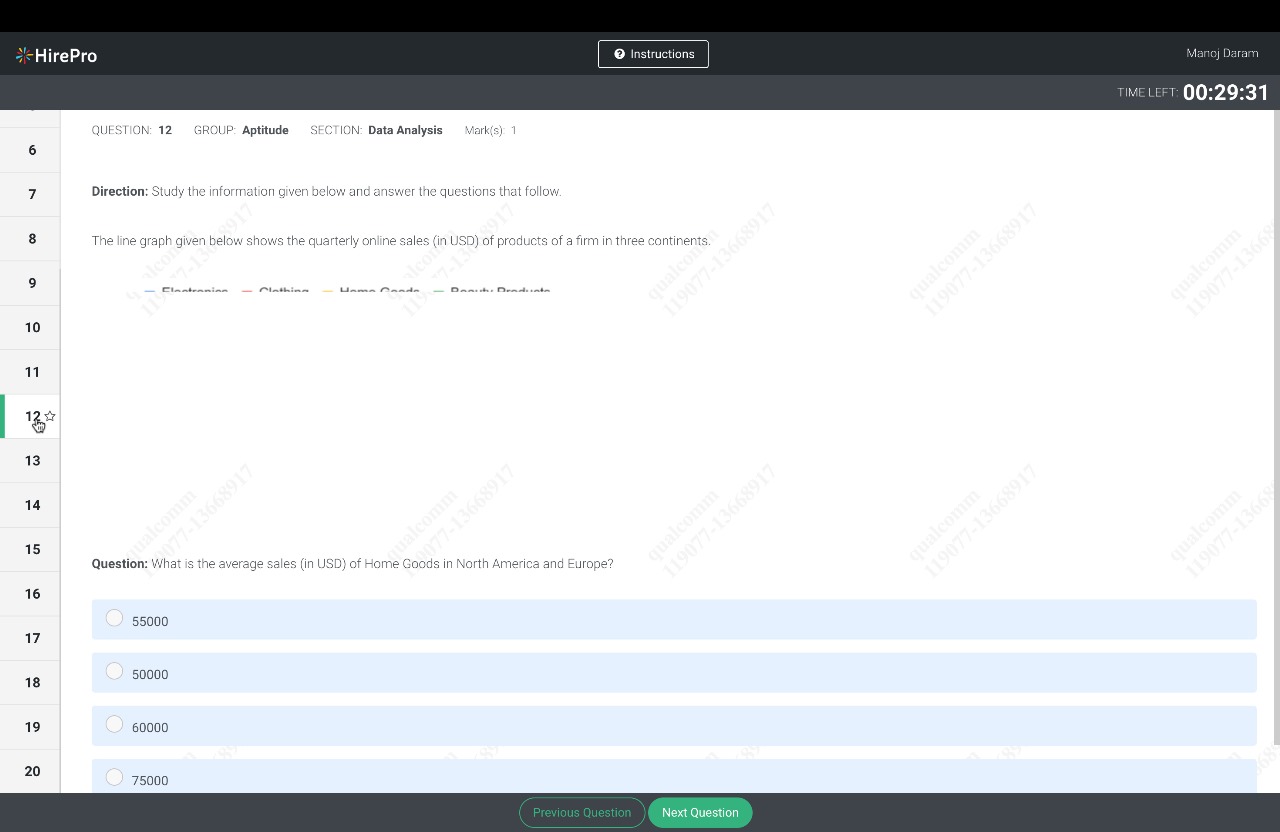 HirePro
Instructions
Manoj Daram
TIME LEFT: 00:29:31
QUESTION: 12 GROUP: Aptitude SECTION: Data Analysis Mark(s): 1
6
7
8
9
10
11
12
13
14
15
16
17
18
19
20
Direction: Study the information given below and answer the questions that follow.
The line graph given below shows the quarterly online sales (in USD) of products of a firm in three continents.
Electronics Clothing Home Goods Beauty Products
Question: What is the average sales (in USD) of Home Goods in North America and Europe?
55000
50000
60000
75000
Previous Question Next Question
qualcomm
119077-13668917